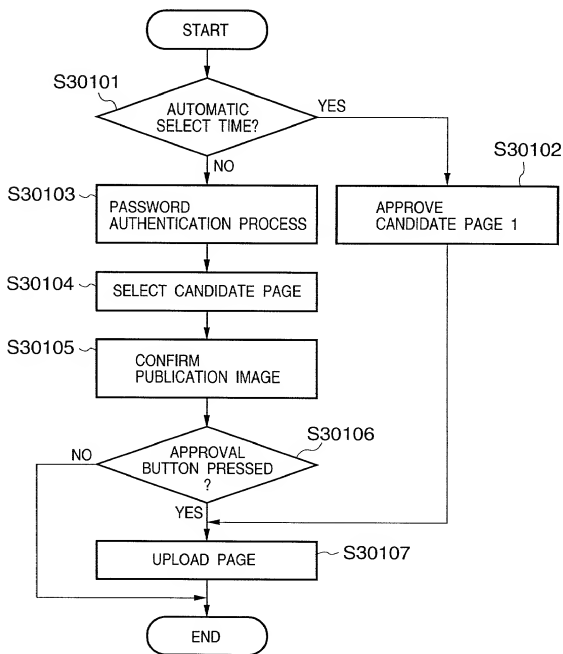 START
S30101
AUTOMATIC
SELECT TIME?
YES
NO
S30102
APPROVE
CANDIDATE PAGE 1
S30103
PASSWORD
AUTHENTICATION PROCESS
S30104
SELECT CANDIDATE PAGE
S30105
CONFIRM
PUBLICATION IMAGE
S30106
APPROVAL
BUTTON PRESSED
?
NO
YES
UPLOAD PAGE
S30107
END